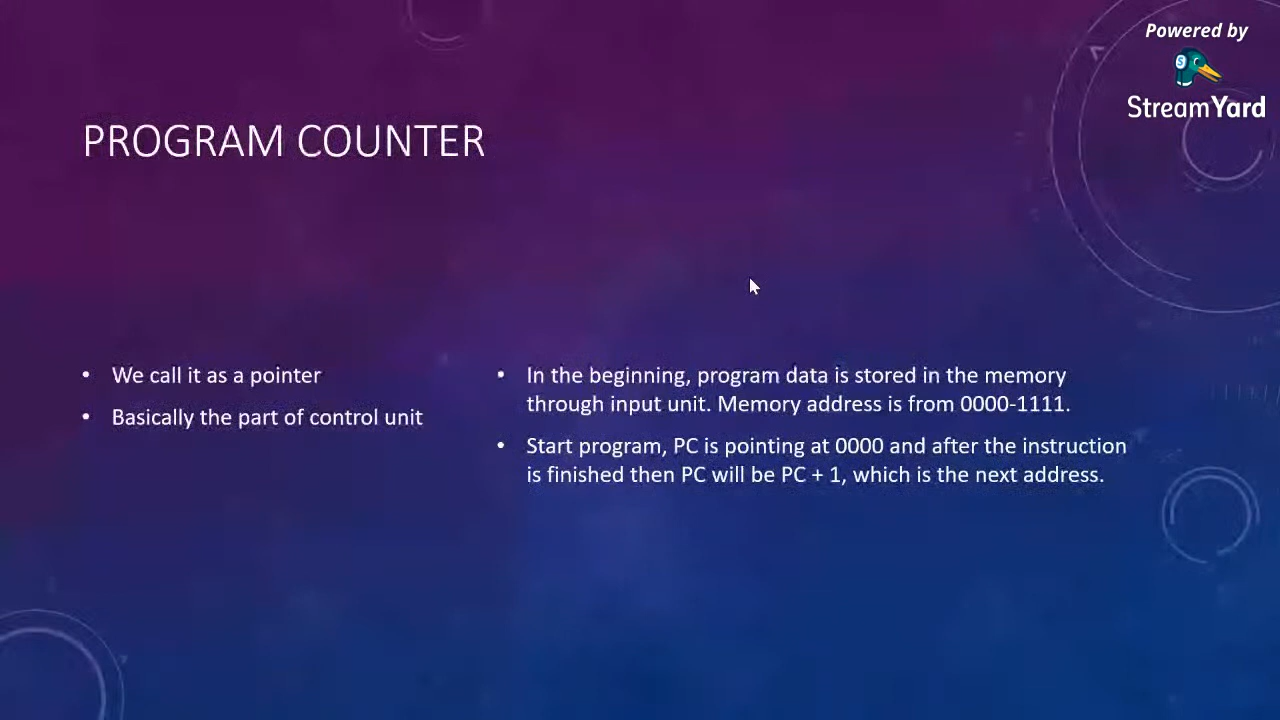 Powered by
StreamYard
PROGRAM COUNTER
• We call it as a pointer
• Basically the part of control unit
• In the beginning, program data is stored in the memory
through input unit. Memory address is from 0000-1111.
• Start program, PC is pointing at 0000 and after the instruction
is finished then PC will be PC + 1, which is the next address.